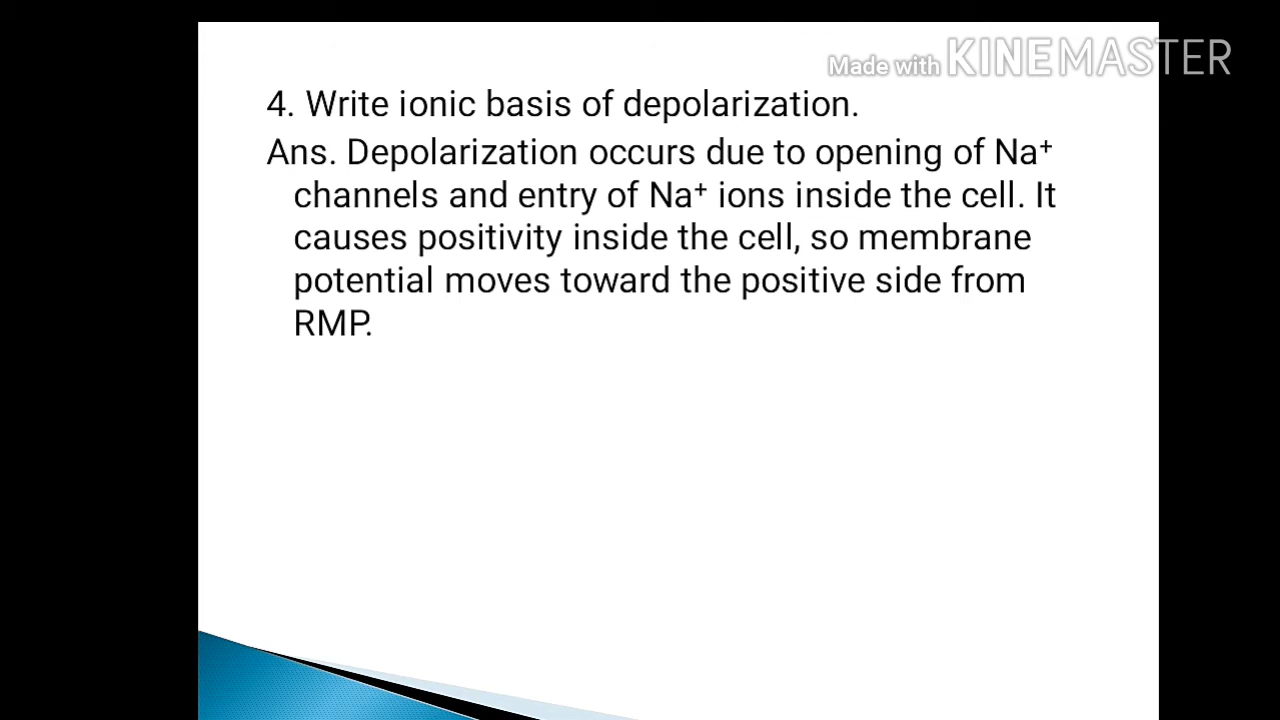 Made with KINEMASTER
4. Write ionic basis of depolarization.
Ans. Depolarization occurs due to opening of Na⁺
channels and entry of Na⁺ ions inside the cell. It
causes positivity inside the cell, so membrane
potential moves toward the positive side from
RMP.